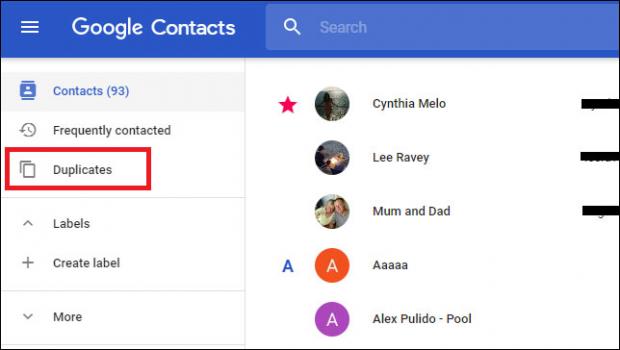 Google Contacts
Search
Contacts (93)
Frequently contacted
Duplicates
Labels
Create label
More
Cynthia Melo
Lee Ravey
Mum and Dad
A
A
Aaaaa
A
Alex Pulido - Pool